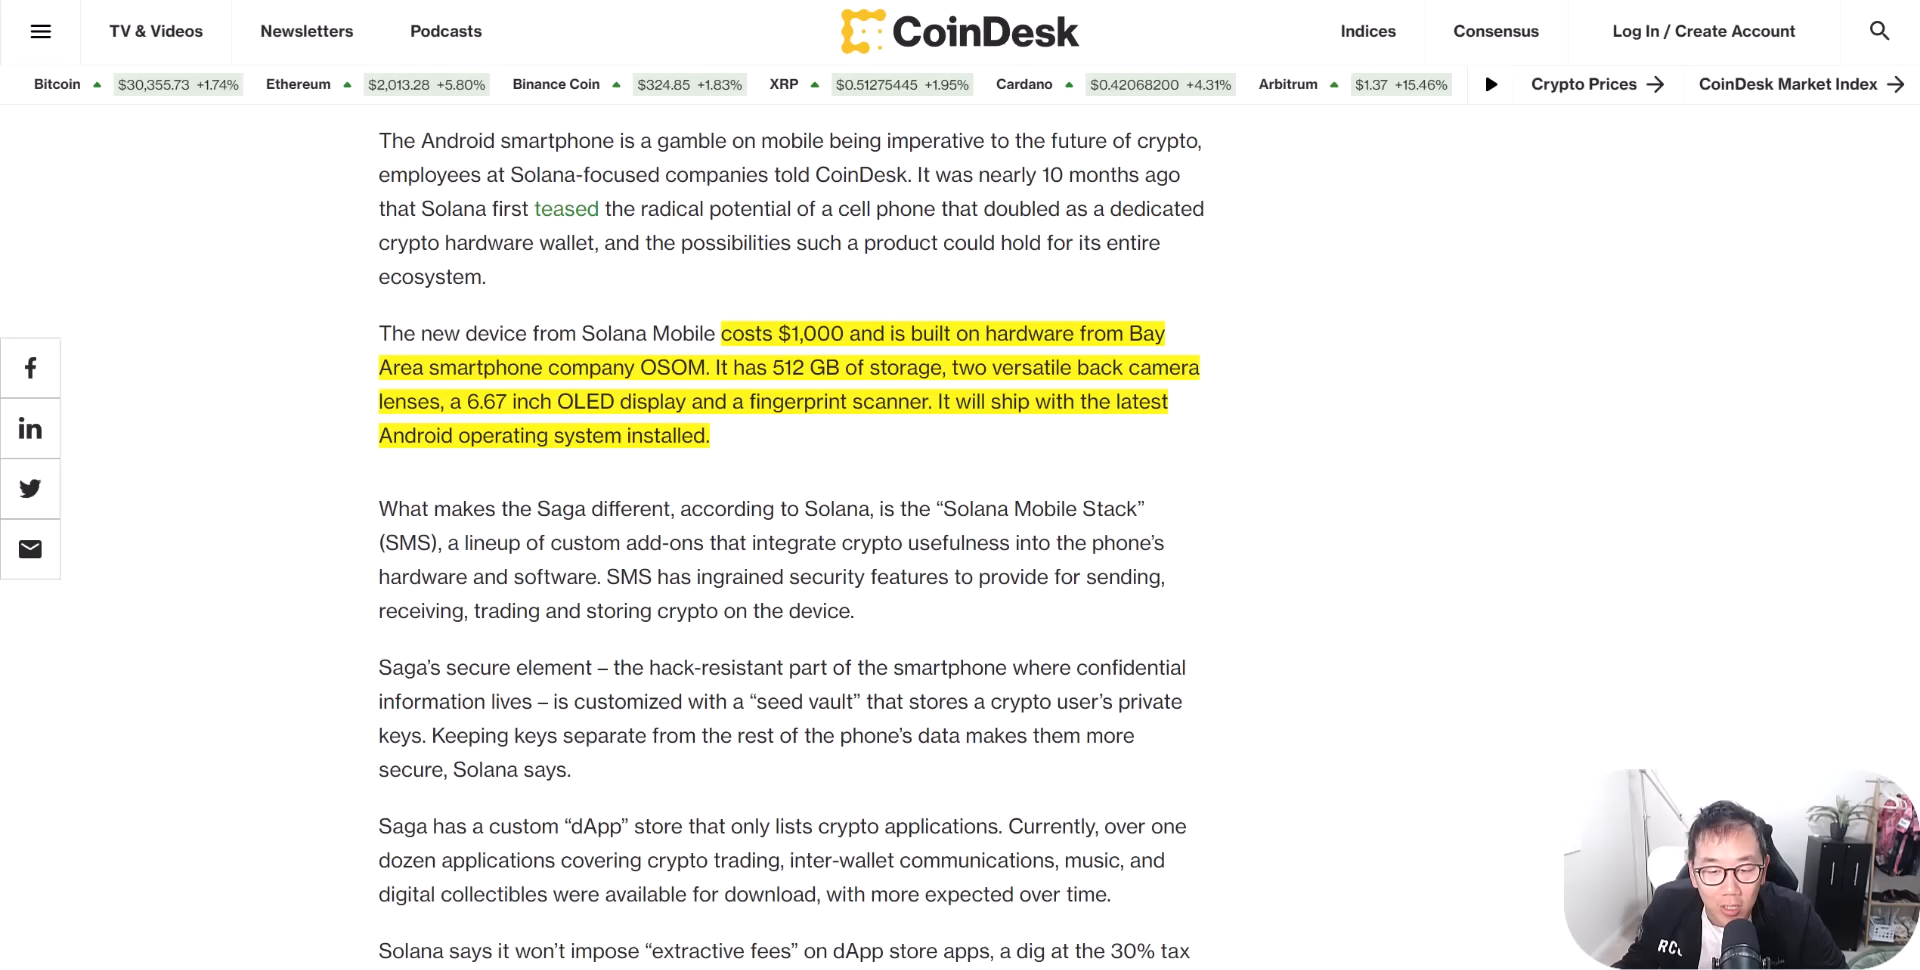 TV & Videos Newsletters Podcasts CoinDesk Indices Consensus Log In / Create Account
Bitcoin $30,355.73 +1.74% Ethereum $2,013.28 +5.80% Binance Coin $324.85 +1.83% XRP $0.51275445 +1.95% Cardano $0.42068200 +4.31% Arbitrum $1.37 +15.46% Crypto Prices CoinDesk Market Index
The Android smartphone is a gamble on mobile being imperative to the future of crypto,
employees at Solana-focused companies told CoinDesk. It was nearly 10 months ago
that Solana first teased the radical potential of a cell phone that doubled as a dedicated
crypto hardware wallet, and the possibilities such a product could hold for its entire
ecosystem.
The new device from Solana Mobile costs $1,000 and is built on hardware from Bay
Area smartphone company OSOM. It has 512 GB of storage, two versatile back camera
lenses, a 6.67 inch OLED display and a fingerprint scanner. It will ship with the latest
Android operating system installed.
What makes the Saga different, according to Solana, is the “Solana Mobile Stack”
(SMS), a lineup of custom add-ons that integrate crypto usefulness into the phone’s
hardware and software. SMS has ingrained security features to provide for sending,
receiving, trading and storing crypto on the device.
Saga’s secure element – the hack-resistant part of the smartphone where confidential
information lives – is customized with a “seed vault” that stores a crypto user’s private
keys. Keeping keys separate from the rest of the phone’s data makes them more
secure, Solana says.
Saga has a custom “dApp” store that only lists crypto applications. Currently, over one
dozen applications covering crypto trading, inter-wallet communications, music, and
digital collectibles were available for download, with more expected over time.
Solana says it won’t impose “extractive fees” on dApp store apps, a dig at the 30% tax